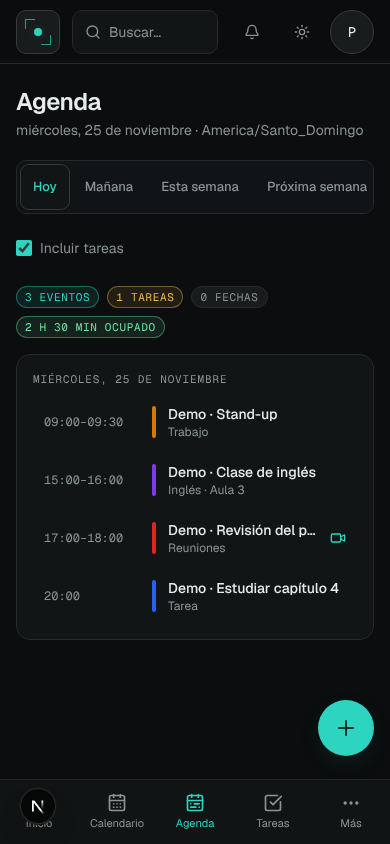 Buscar...
P
Agenda
miércoles, 25 de noviembre · America/Santo_Domingo
Hoy Mañana Esta semana Próxima semana
Incluir tareas
3 EVENTOS 1 TAREAS 0 FECHAS
2 H 30 MIN OCUPADO
MIÉRCOLES, 25 DE NOVIEMBRE
09:00–09:30 Demo · Stand-up
Trabajo
15:00–16:00 Demo · Clase de inglés
Inglés · Aula 3
17:00–18:00 Demo · Revisión del p...
Reuniones
20:00 Demo · Estudiar capítulo 4
Tarea
N
Inicio Calendario Agenda Tareas Más